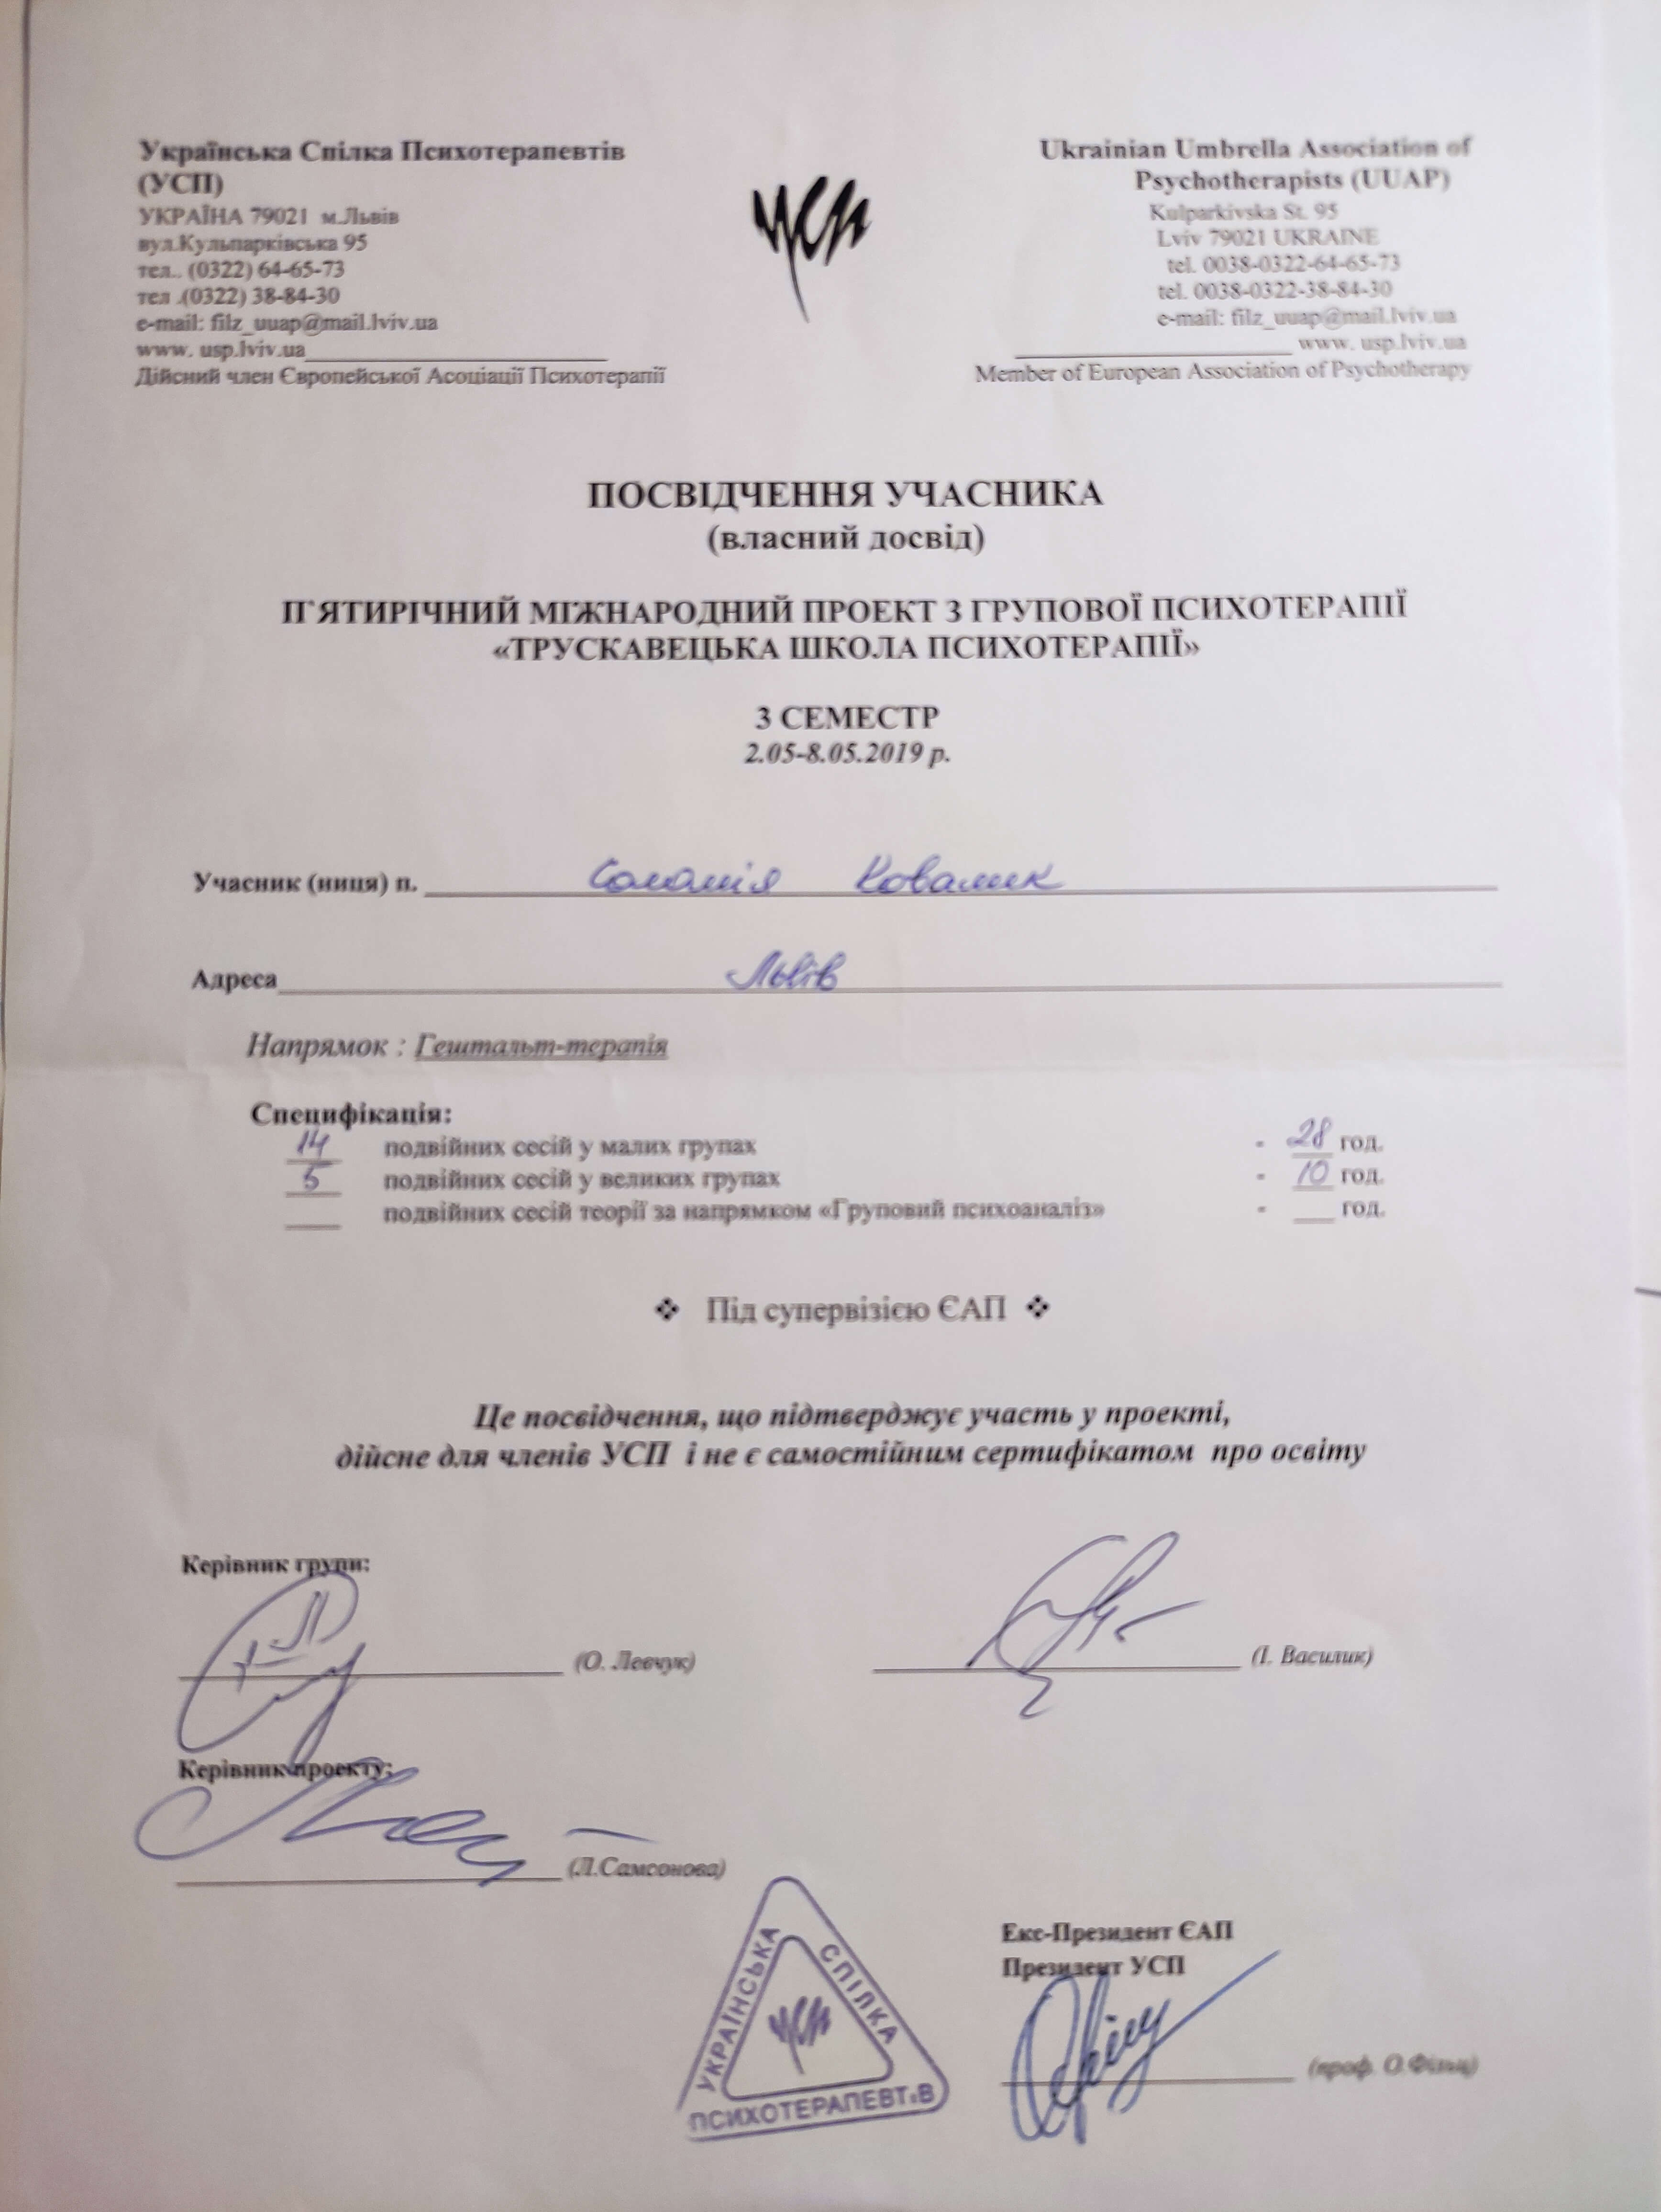 Українська Спілка Психотерапевтів
(УСП)
УКРАЇНА 79021 м.Львів
вул.Кульпарківська 95
тел.. (0322) 64-65-73
тел .(0322) 38-84-30
e-mail: filz_uuap@mail.lviv.ua
www. usp.lviv.ua
Дійсний член Європейської Асоціації Психотерапії
усп
Ukrainian Umbrella Association of
Psychotherapists (UUAP)
Kulparkivska St. 95
Lviv 79021 UKRAINE
tel. 0038-0322-64-65-73
tel. 0038-0322-38-84-30
e-mail: filz_uuap@mail.lviv.ua
www. usp.lviv.ua
Member of European Association of Psychotherapy
ПОСВІДЧЕННЯ УЧАСНИКА
(власний досвід)
П`ЯТИРІЧНИЙ МІЖНАРОДНИЙ ПРОЕКТ З ГРУПОВОЇ ПСИХОТЕРАПІЇ
«ТРУСКАВЕЦЬКА ШКОЛА ПСИХОТЕРАПІЇ»
3 СЕМЕСТР
2.05-8.05.2019 р.
Учасник (ниця) п. Соломія Ковалик
Адреса Львів
Напрямок : Гештальт-терапія
Специфікація:
14 подвійних сесій у малих групах - 28 год.
5 подвійних сесій у великих групах - 10 год.
___ подвійних сесій теорії за напрямком «Груповий психоаналіз» - ___ год.
❖ Під супервізією ЄАП ❖
Це посвідчення, що підтверджує участь у проекті,
дійсне для членів УСП і не є самостійним сертифікатом про освіту
Керівник групи:
(О. Левчук) (І. Василик)
Керівник проекту:
(Л.Самсонова)
Екс-Президент ЄАП
Президент УСП
(проф. О.Фільц)
УКРАЇНСЬКА СПІЛКА ПСИХОТЕРАПЕВТІВ
усп